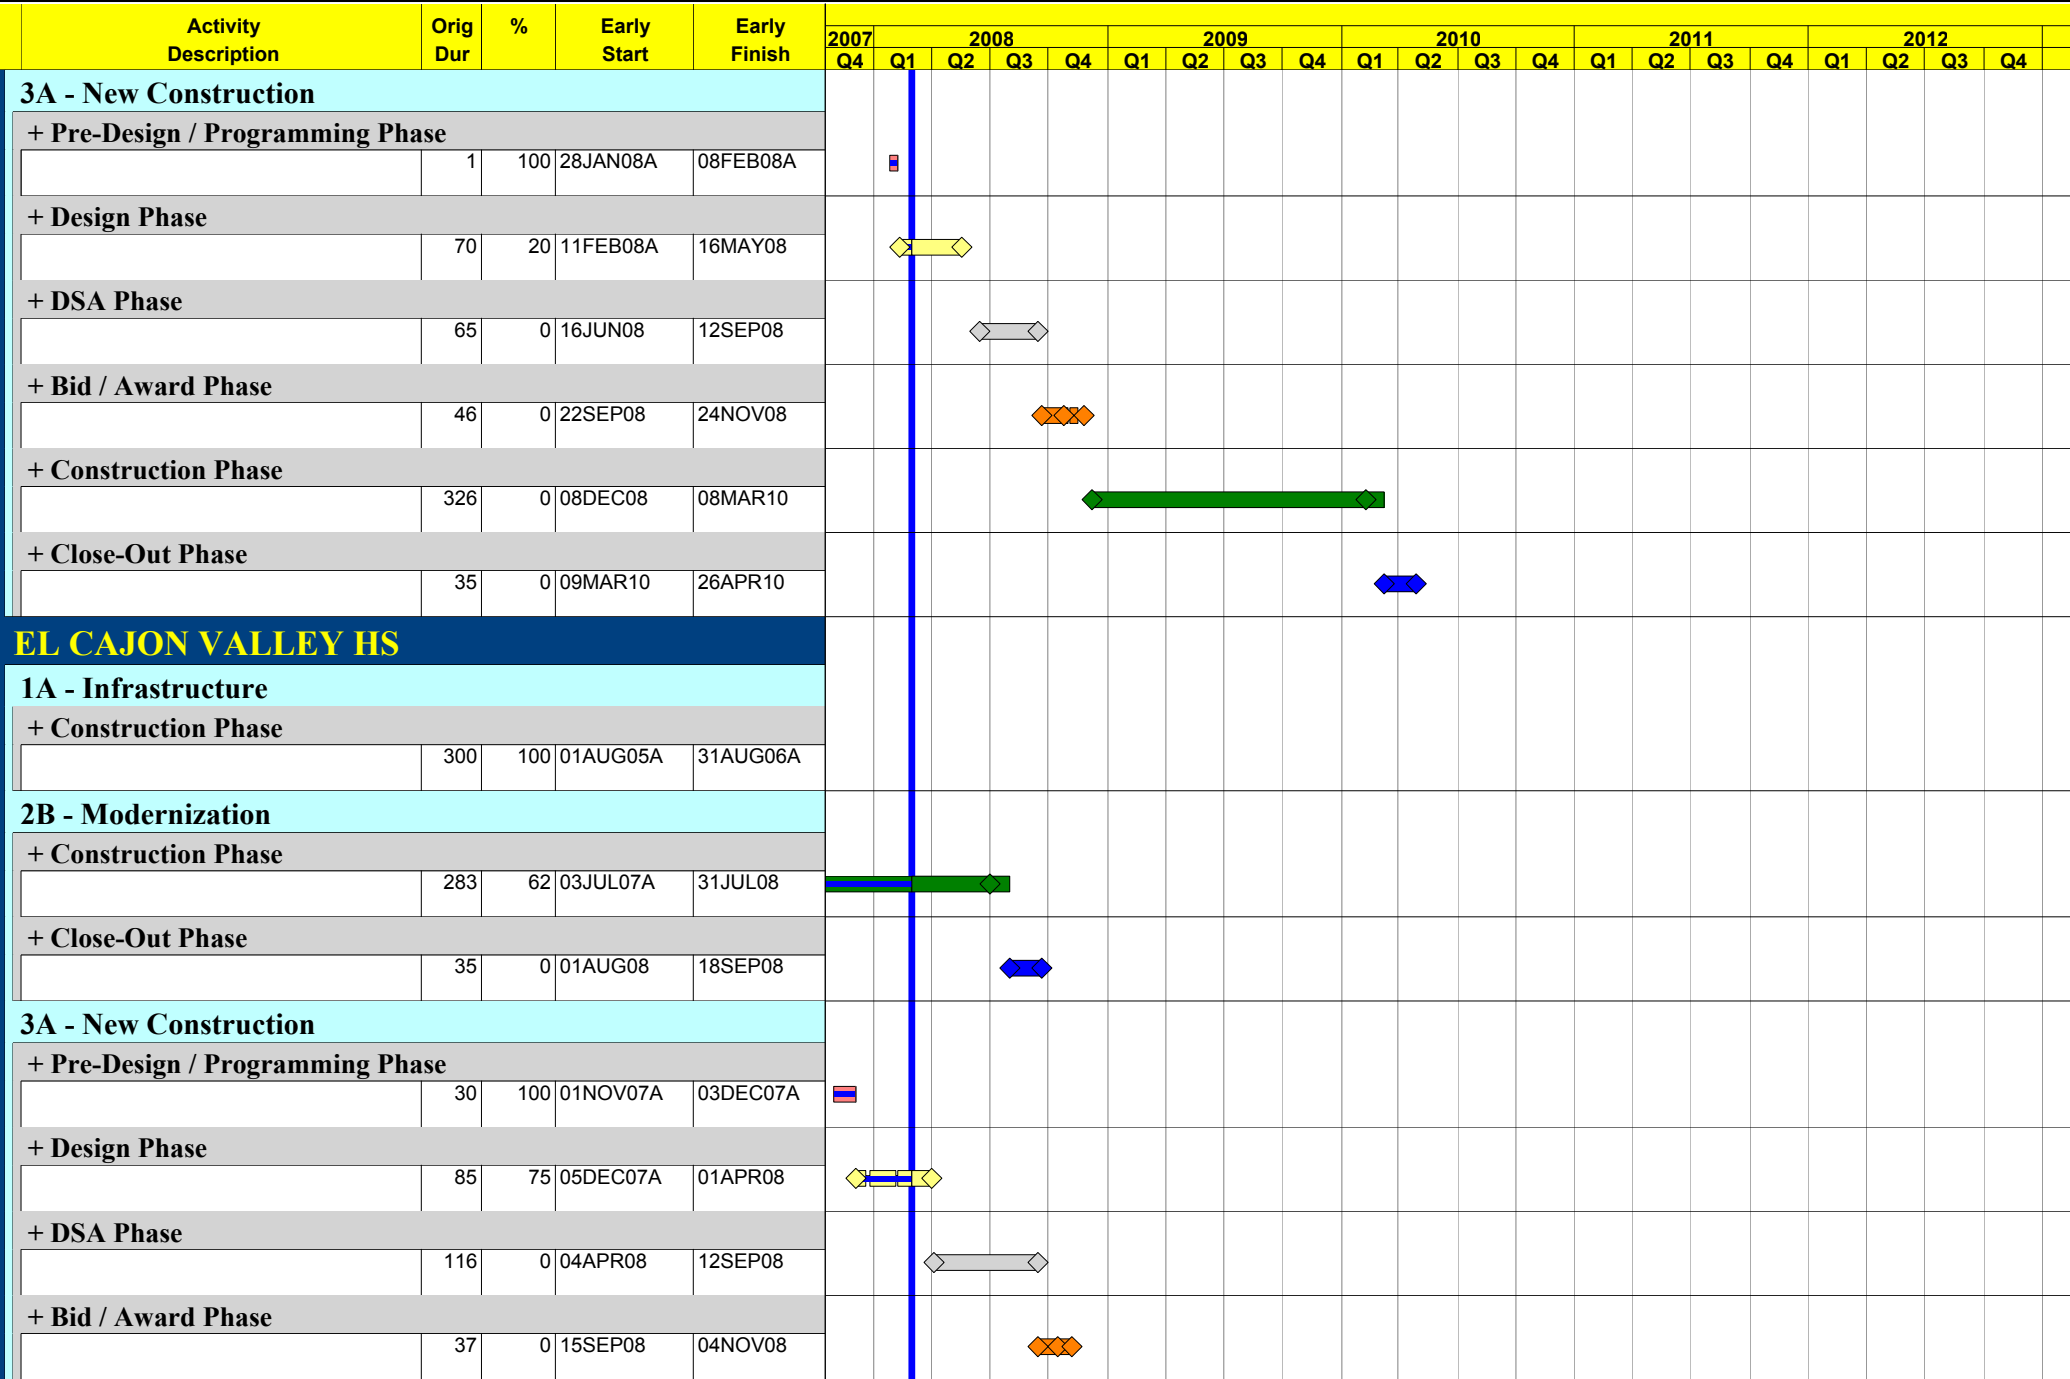 Activity Orig % Early Early
Description Dur Start Finish
2007 2008 2009 2010 2011 2012
Q4 Q1 Q2 Q3 Q4 Q1 Q2 Q3 Q4 Q1 Q2 Q3 Q4 Q1 Q2 Q3 Q4 Q1 Q2 Q3 Q4
3A - New Construction
+ Pre-Design / Programming Phase
1 100 28JAN08A 08FEB08A
+ Design Phase
70 20 11FEB08A 16MAY08
+ DSA Phase
65 0 16JUN08 12SEP08
+ Bid / Award Phase
46 0 22SEP08 24NOV08
+ Construction Phase
326 0 08DEC08 08MAR10
+ Close-Out Phase
35 0 09MAR10 26APR10
EL CAJON VALLEY HS
1A - Infrastructure
+ Construction Phase
300 100 01AUG05A 31AUG06A
2B - Modernization
+ Construction Phase
283 62 03JUL07A 31JUL08
+ Close-Out Phase
35 0 01AUG08 18SEP08
3A - New Construction
+ Pre-Design / Programming Phase
30 100 01NOV07A 03DEC07A
+ Design Phase
85 75 05DEC07A 01APR08
+ DSA Phase
116 0 04APR08 12SEP08
+ Bid / Award Phase
37 0 15SEP08 04NOV08